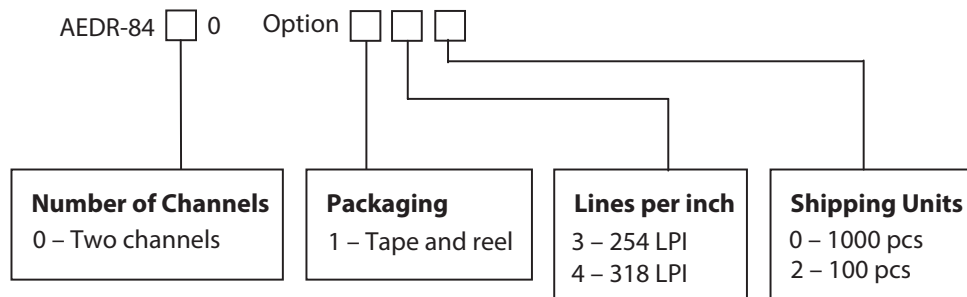 AEDR-84 0 Option
Number of Channels
0 – Two channels
Packaging
1 – Tape and reel
Lines per inch
3 – 254 LPI
4 – 318 LPI
Shipping Units
0 – 1000 pcs
2 – 100 pcs